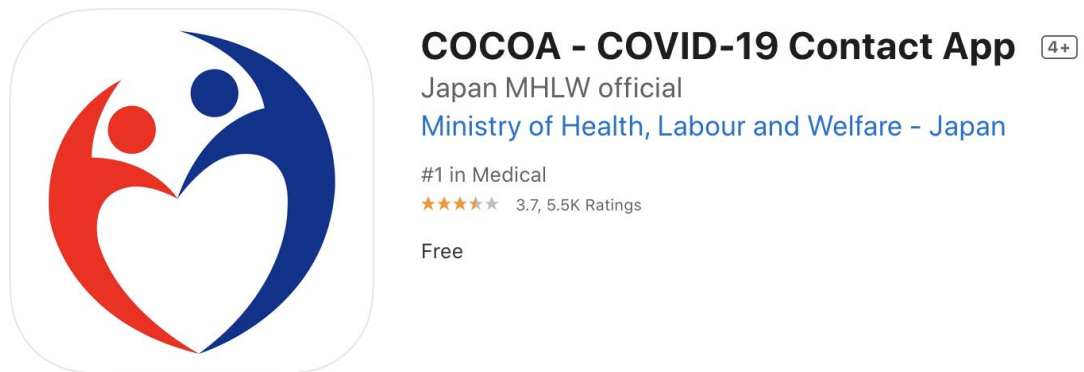 COCOA - COVID-19 Contact App 4+
Japan MHLW official
Ministry of Health, Labour and Welfare - Japan
#1 in Medical
3.7, 5.5K Ratings
Free